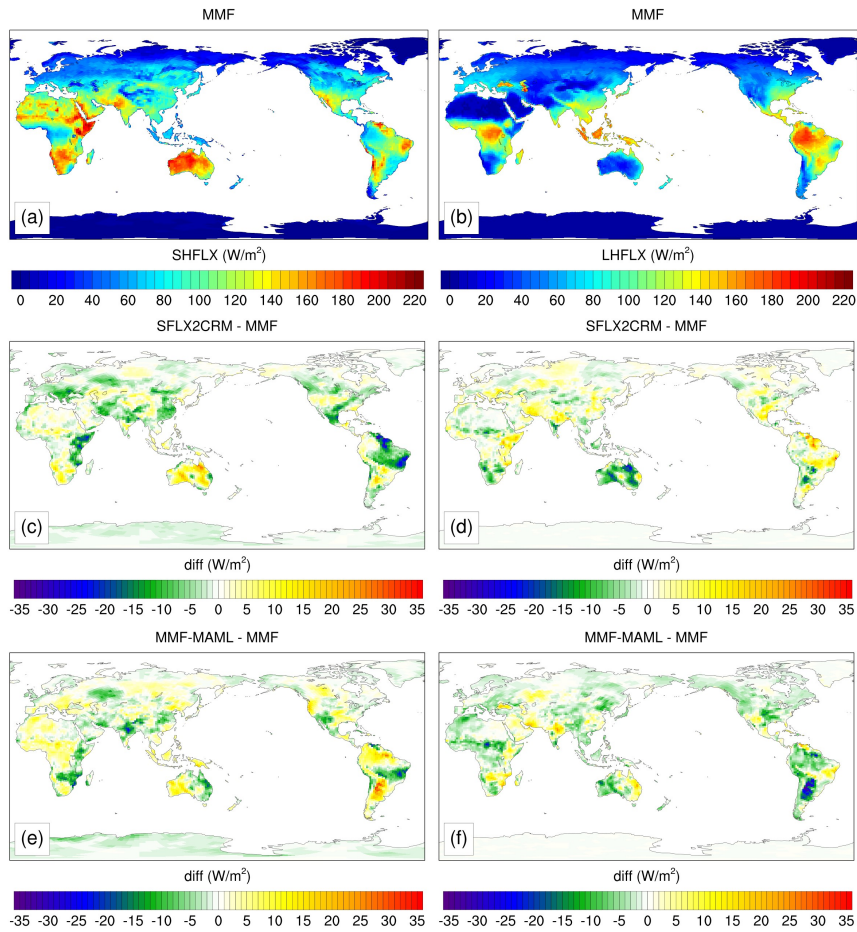 MMF
MMF
(a)
(b)
SHFLX (W/m²)
LHFLX (W/m²)
0 20 40 60 80 100 120 140 160 180 200 220
0 20 40 60 80 100 120 140 160 180 200 220
SFLX2CRM - MMF
SFLX2CRM - MMF
(c)
(d)
diff (W/m²)
diff (W/m²)
-35 -30 -25 -20 -15 -10 -5 0 5 10 15 20 25 30 35
-35 -30 -25 -20 -15 -10 -5 0 5 10 15 20 25 30 35
MMF-MAML - MMF
MMF-MAML - MMF
(e)
(f)
diff (W/m²)
diff (W/m²)
-35 -30 -25 -20 -15 -10 -5 0 5 10 15 20 25 30 35
-35 -30 -25 -20 -15 -10 -5 0 5 10 15 20 25 30 35